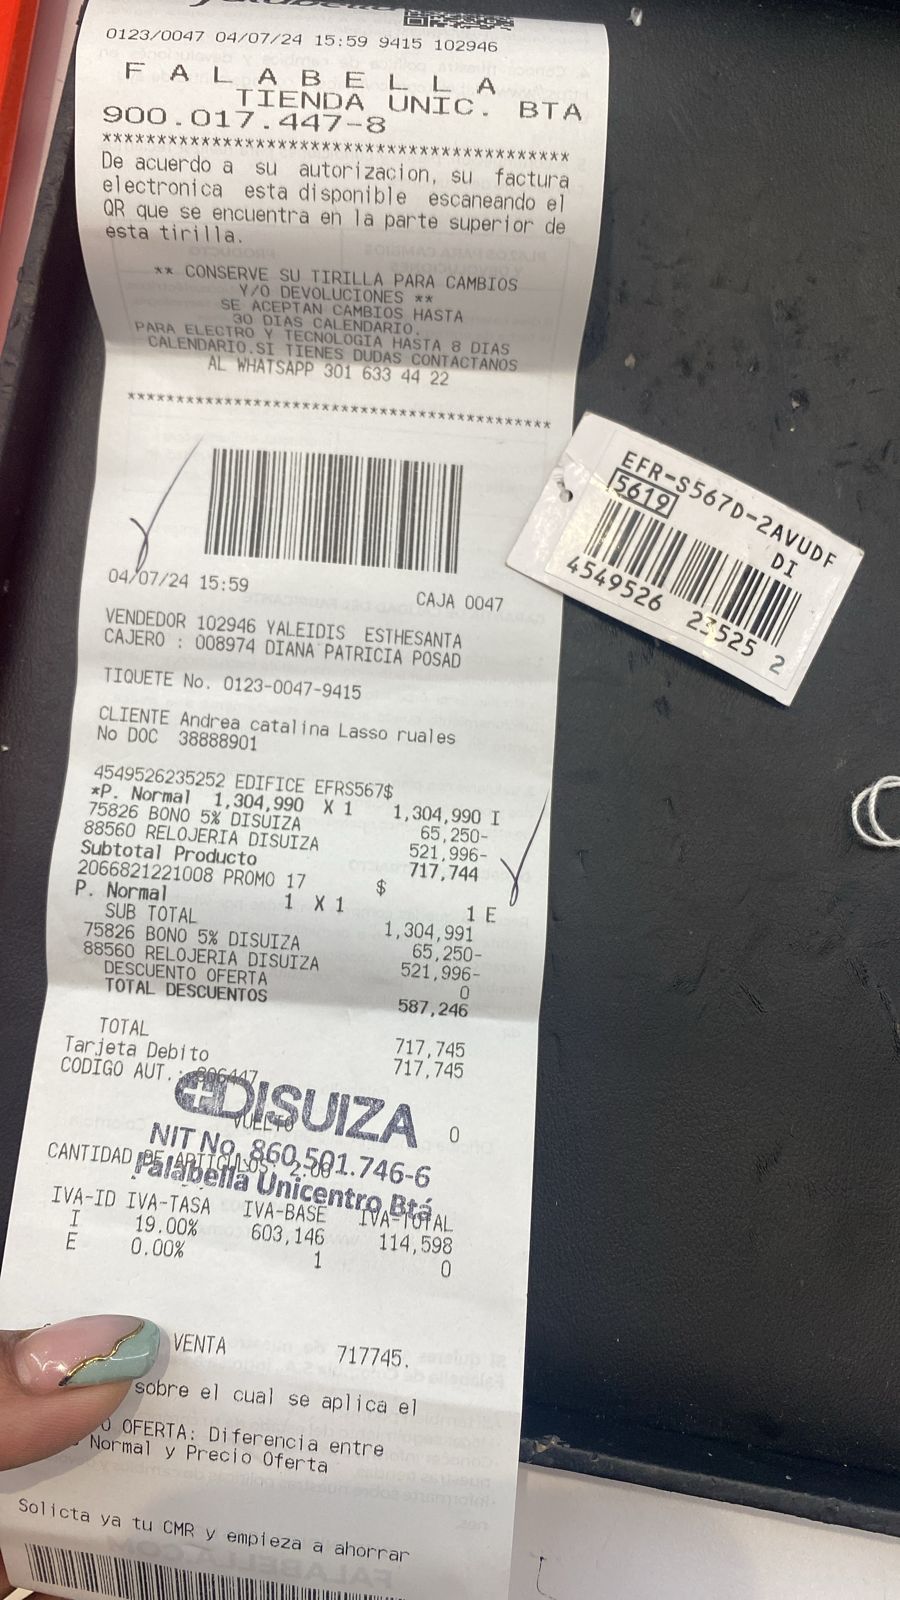 0123/0047 04/07/24 15:59 9415 102946
F A L A B E L L A
TIENDA UNIC. BTA
900.017.447-8
******************************************
De acuerdo a su autorizacion, su factura
electronica esta disponible escaneando el
QR que se encuentra en la parte superior de
esta tirilla.
** CONSERVE SU TIRILLA PARA CAMBIOS
Y/O DEVOLUCIONES **
SE ACEPTAN CAMBIOS HASTA
30 DIAS CALENDARIO.
PARA ELECTRO Y TECNOLOGIA HASTA 8 DIAS
CALENDARIO.SI TIENES DUDAS CONTACTANOS
AL WHATSAPP 301 633 44 22
******************************************
04/07/24 15:59 CAJA 0047
VENDEDOR 102946 YALEIDIS ESTHESANTA
CAJERO : 008974 DIANA PATRICIA POSAD
TIQUETE No. 0123-0047-9415
CLIENTE Andrea catalina Lasso ruales
No DOC 38888901
4549526235252 EDIFICE EFRS567$
*P. Normal 1,304,990 X 1 1,304,990 I
75826 BONO 5% DISUIZA 65,250-
88560 RELOJERIA DISUIZA 521,996-
Subtotal Producto 717,744
2066821221008 PROMO 17 $
P. Normal 1 X 1 1 E
SUB TOTAL 1,304,991
75826 BONO 5% DISUIZA 65,250-
88560 RELOJERIA DISUIZA 521,996-
DESCUENTO OFERTA 0
TOTAL DESCUENTOS 587,246
TOTAL 717,745
Tarjeta Debito 717,745
CODIGO AUT.:
DISUIZA
VUELTO 0
NIT No. 860.501.746-6
CANTIDAD DE ARTICULOS: 2.00
Falabella Unicentro Btá
IVA-ID IVA-TASA IVA-BASE IVA-TOTAL
I 19.00% 603,146 114,598
E 0.00% 1 0
VENTA 717745.
sobre el cual se aplica el
O OFERTA: Diferencia entre
Normal y Precio Oferta
Solicta ya tu CMR y empieza a ahorrar
EFR-S567D-2AVUDF
5619 DI
4549526 23525 2